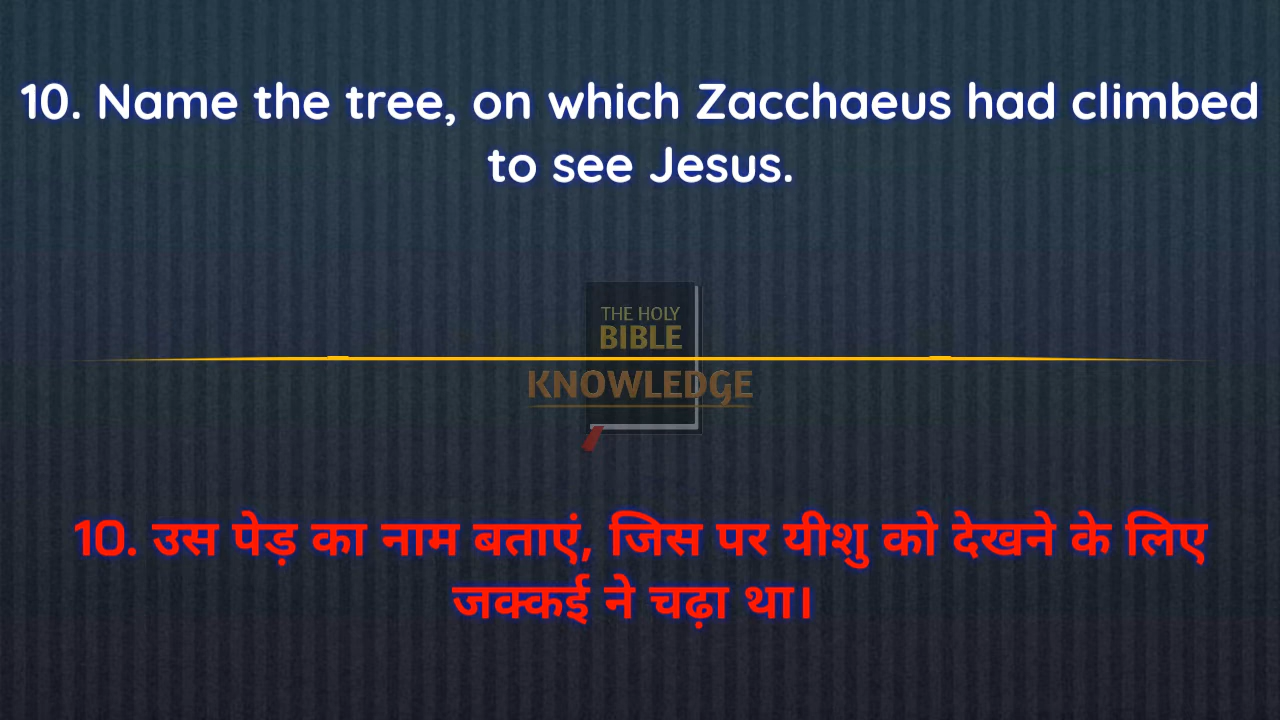 10. Name the tree, on which Zacchaeus had climbed
to see Jesus.
THE HOLY
BIBLE
KNOWLEDGE
10. उस पेड़ का नाम बताएं, जिस पर यीशु को देखने के लिए
जक्कई ने चढ़ा था।